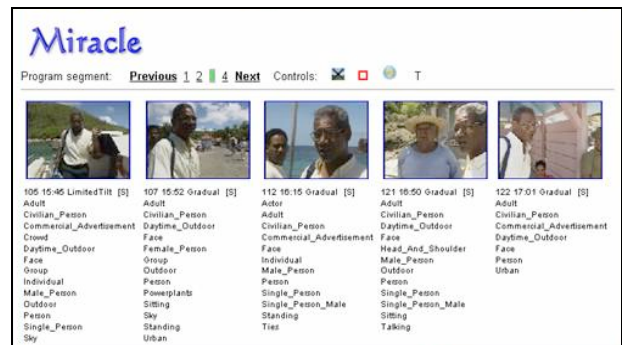 Miracle
Program segment: Previous 1 2 4 Next Controls: T
105 15:45 LimitedTilt [S]
Adult
Civilian_Person
Commercial_Advertisement
Crowd
Daytime_Outdoor
Face
Group
Individual
Male_Person
Outdoor
Person
Single_Person
Sky
107 15:52 Gradual [S]
Adult
Civilian_Person
Daytime_Outdoor
Face
Female_Person
Group
Outdoor
Person
Powerplants
Sitting
Sky
Standing
Urban
112 16:15 Gradual [S]
Actor
Adult
Civilian_Person
Commercial_Advertisement
Face
Individual
Male_Person
Person
Single_Person
Single_Person_Male
Standing
Ties
121 16:50 Gradual [S]
Adult
Civilian_Person
Daytime_Outdoor
Face
Head_And_Shoulder
Male_Person
Outdoor
Person
Single_Person
Single_Person_Male
Sitting
Talking
122 17:01 Gradual [S]
Adult
Civilian_Person
Commercial_Advertisement
Daytime_Outdoor
Face
Person
Urban